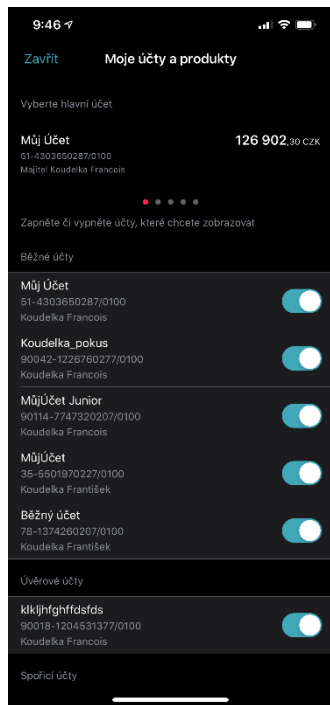 9:46
Zavřít Moje účty a produkty
Vyberte hlavní účet
Můj Účet 126 902,30 CZK
51-4303650287/0100
Majitel Koudelka Francois
Zapněte či vypněte účty, které chcete zobrazovat
Běžné účty
Můj Účet
51-4303650287/0100
Koudelka Francois
Koudelka_pokus
90042-1226760277/0100
Koudelka Francois
MůjÚčet Junior
90114-7747320207/0100
Koudelka Francois
MůjÚčet
35-5501970227/0100
Koudelka František
Běžný účet
78-1374260207/0100
Koudelka František
Úvěrové účty
klkljhfghffdsfds
90018-1204531377/0100
Koudelka Francois
Spořicí účty